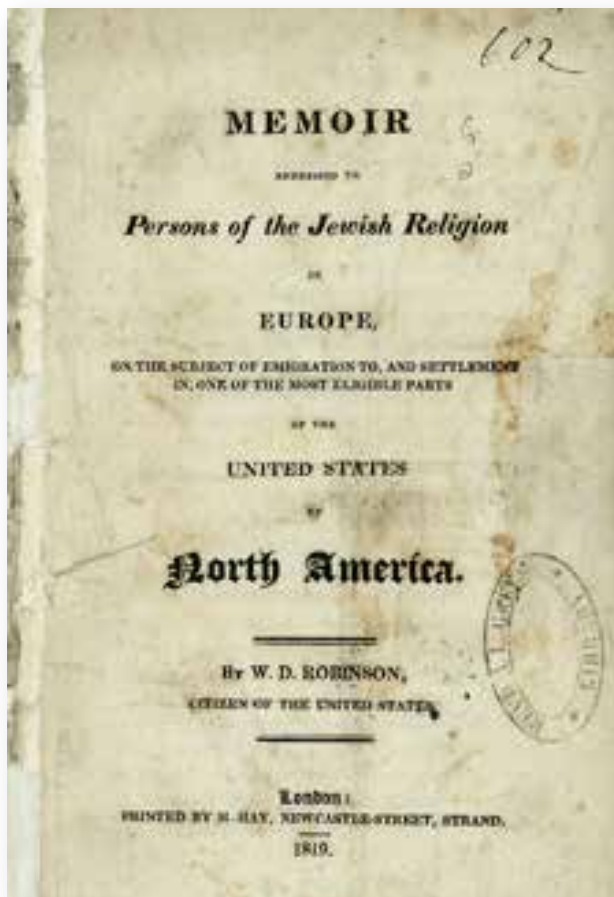 602
MEMOIR
ADDRESSED TO
Persons of the Jewish Religion
IN
EUROPE,
ON THE SUBJECT OF EMIGRATION TO, AND SETTLEMENT
IN, ONE OF THE MOST ELIGIBLE PARTS
OF THE
UNITED STATES
OF
North America.
BY W. D. ROBINSON,
CITIZEN OF THE UNITED STATES.
London:
PRINTED BY H. HAY, NEWCASTLE-STREET, STRAND.
1819.